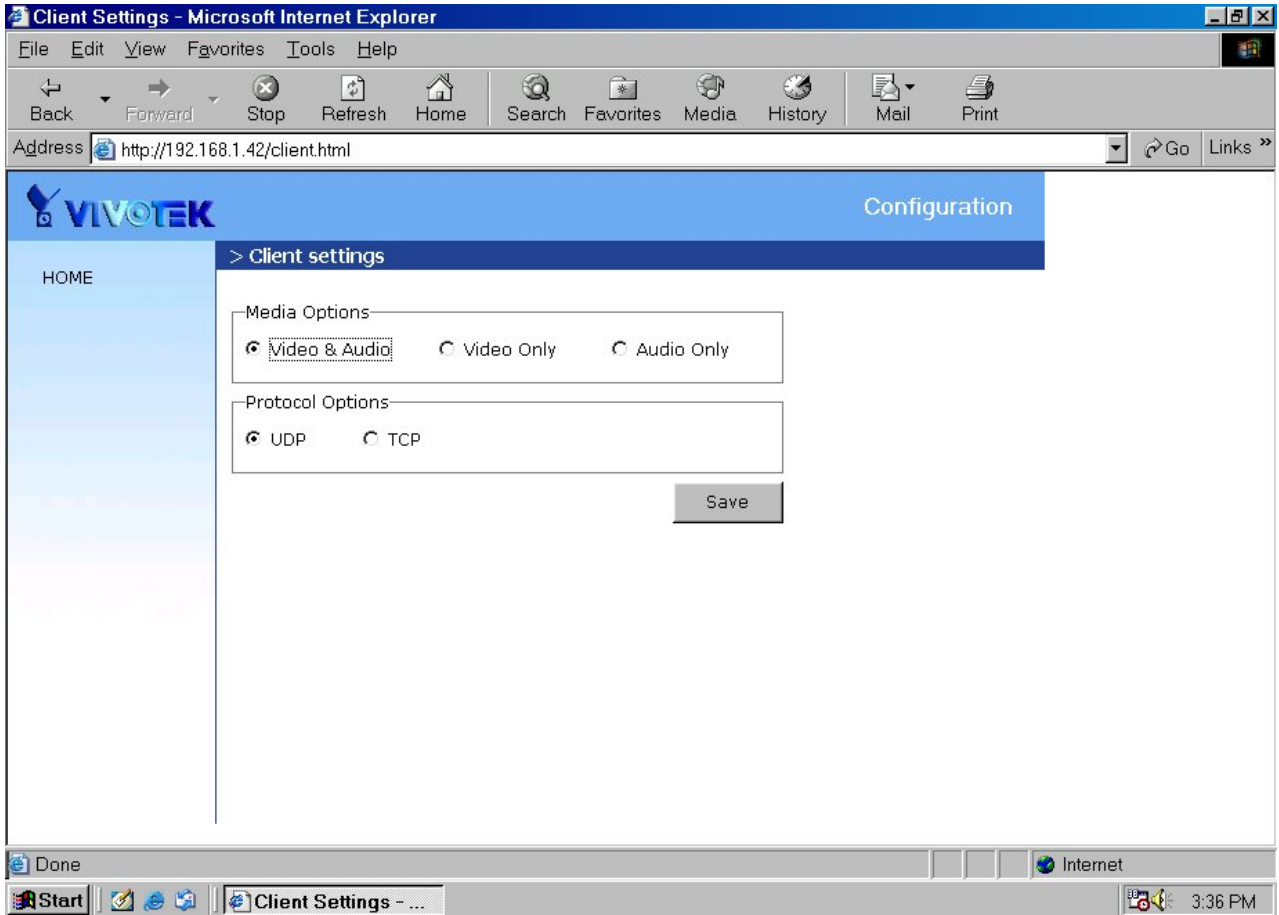 Client Settings - Microsoft Internet Explorer
File Edit View Favorites Tools Help
Back Forward Stop Refresh Home Search Favorites Media History Mail Print
Address http://192.168.1.42/client.html Go Links »
VIVOTEK Configuration
> Client settings
HOME
Media Options
Video & Audio Video Only Audio Only
Protocol Options
UDP TCP
Save
Done Internet
Start Client Settings - ... 3:36 PM